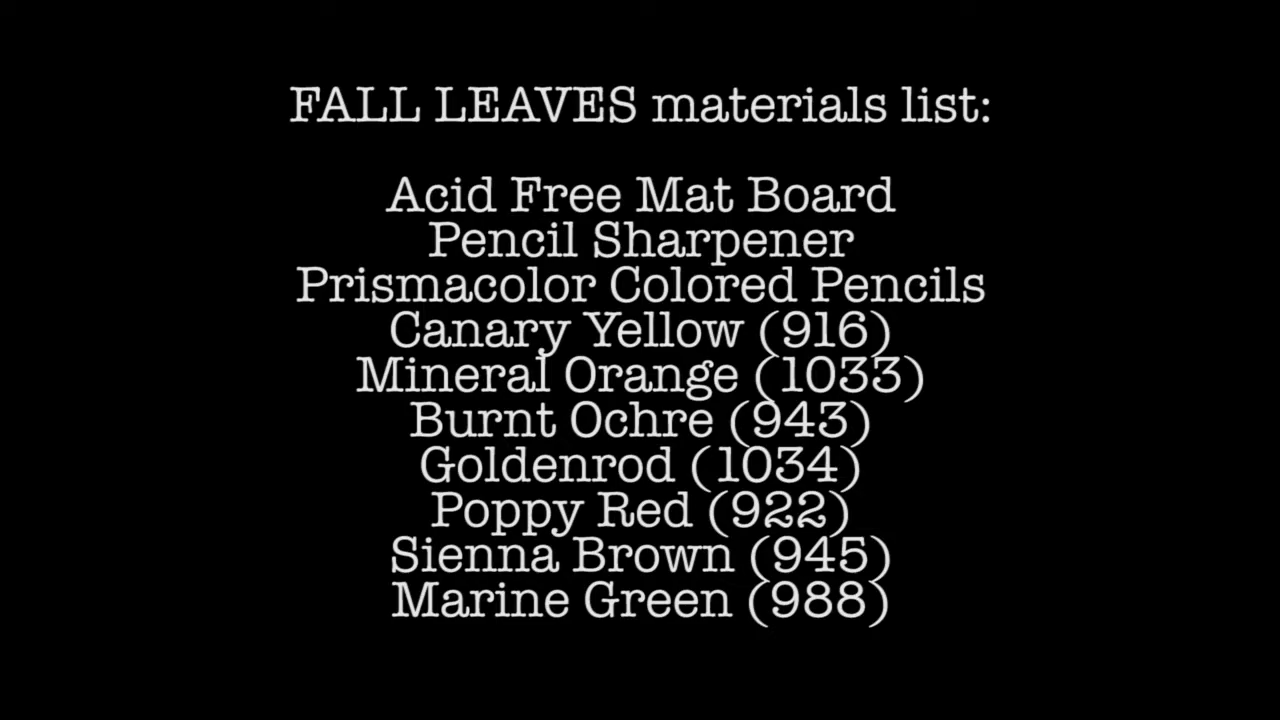 FALL LEAVES materials list:
Acid Free Mat Board
Pencil Sharpener
Prismacolor Colored Pencils
Canary Yellow (916)
Mineral Orange (1033)
Burnt Ochre (943)
Goldenrod (1034)
Poppy Red (922)
Sienna Brown (945)
Marine Green (988)